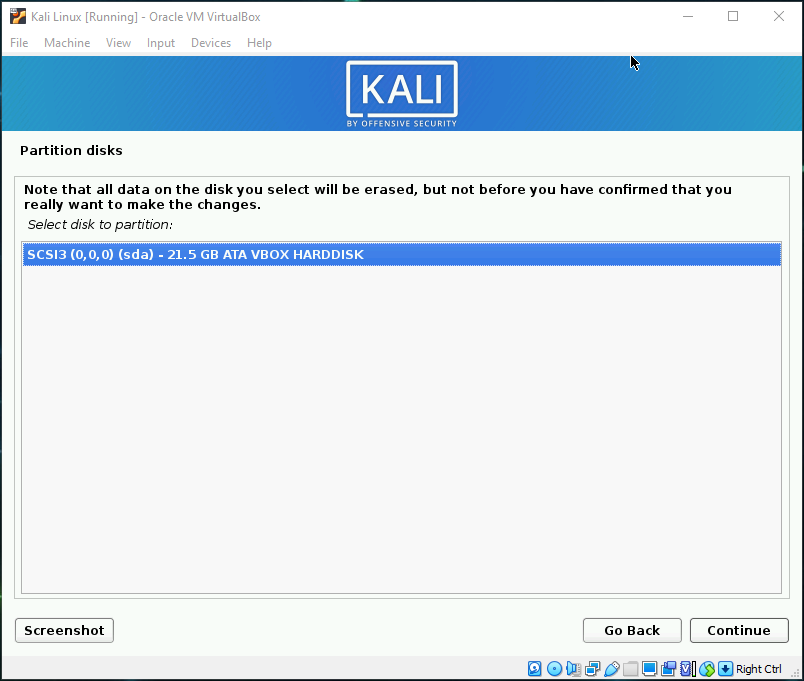 Kali Linux [Running] - Oracle VM VirtualBox
File Machine View Input Devices Help
KALI
BY OFFENSIVE SECURITY
Partition disks
Note that all data on the disk you select will be erased, but not before you have confirmed that you
really want to make the changes.
Select disk to partition:
SCSI3 (0,0,0) (sda) - 21.5 GB ATA VBOX HARDDISK
Screenshot Go Back Continue
Right Ctrl